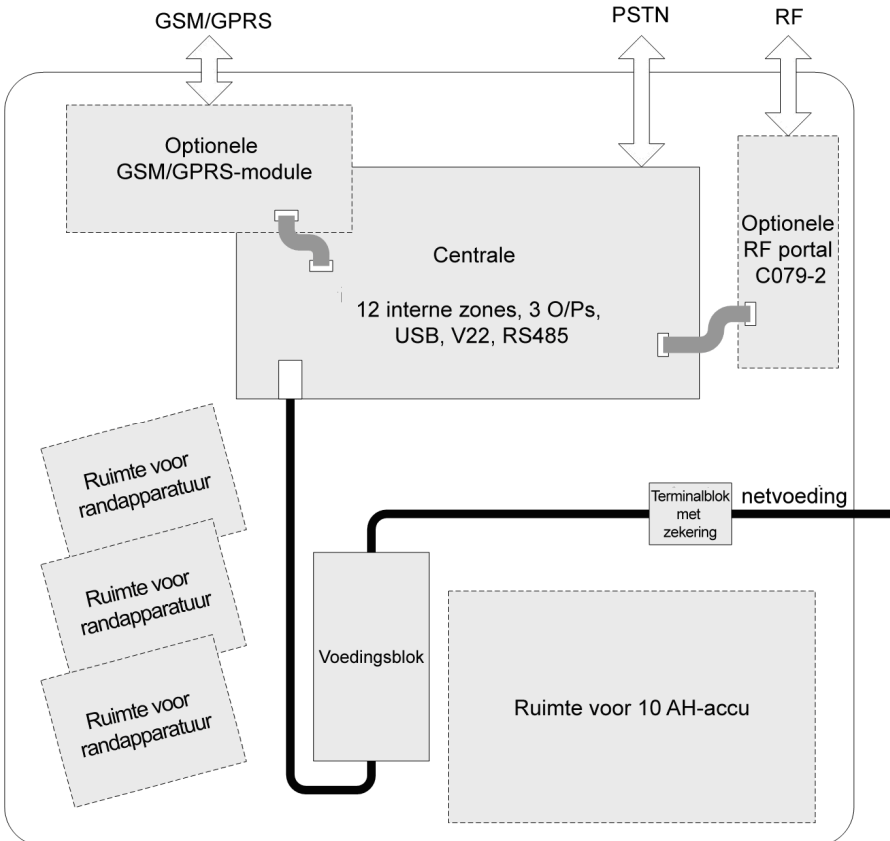 GSM/GPRS
PSTN
RF
Optionele
GSM/GPRS-module
Centrale
12 interne zones, 3 O/Ps,
USB, V22, RS485
Optionele
RF portal
C079-2
Ruimte voor
randapparatuur
Ruimte voor
randapparatuur
Ruimte voor
randapparatuur
Terminalblok
met
zekering
netvoeding
Voedingsblok
Ruimte voor 10 AH-accu